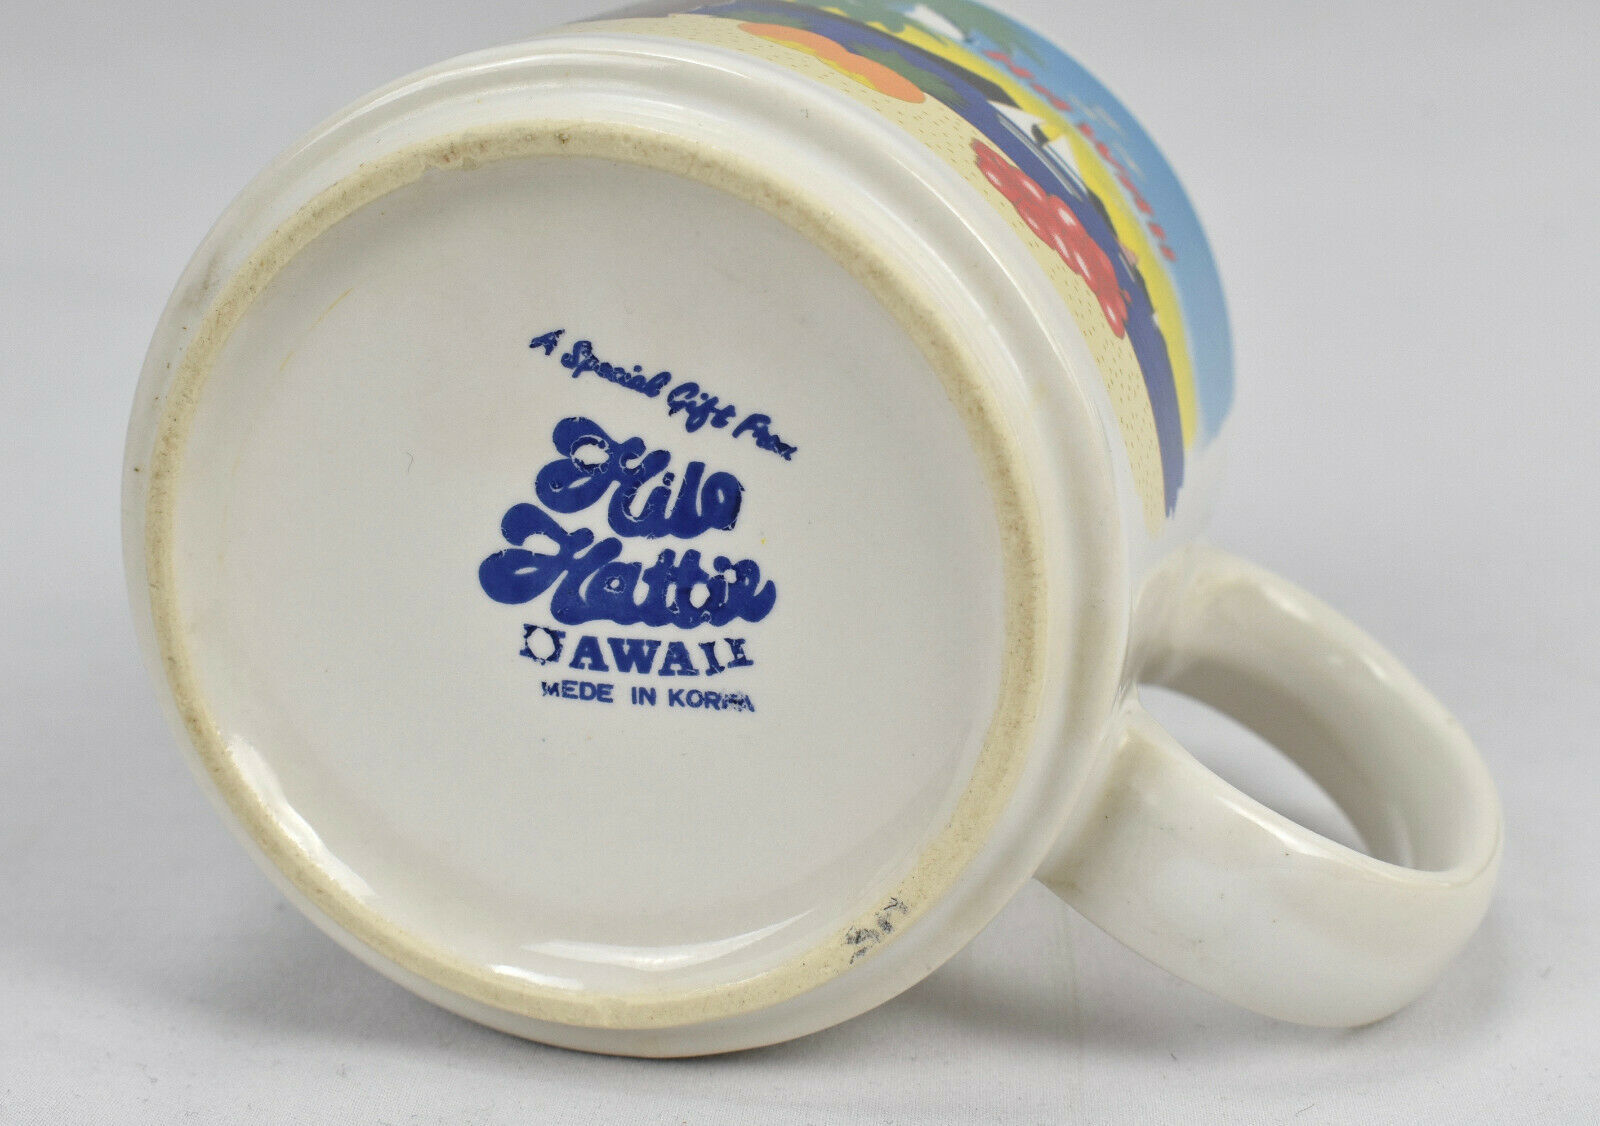 A Special Gift From
Hilo
Hattie
HAWAII
MEDE IN KOREA